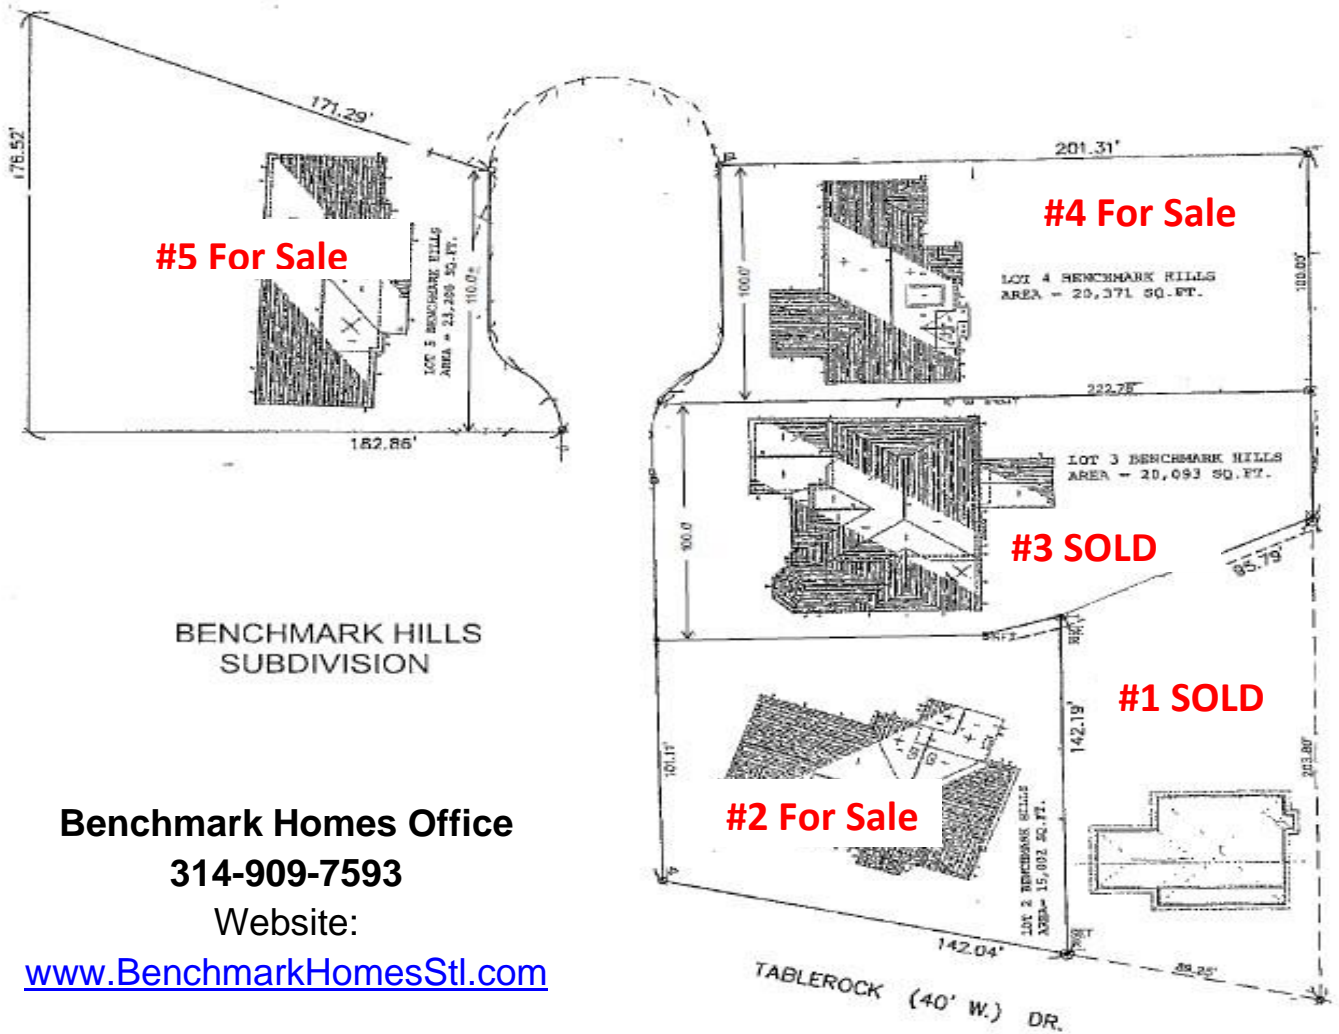 171.29'
176.52'
#5 For Sale
LOT 5 BENCHMARK HILLS
AREA = 23,206 SQ.FT.
110.0±
182.86'
201.31'
#4 For Sale
LOT 4 BENCHMARK HILLS
AREA = 20,371 SQ.FT.
100.0'
100.00'
222.78'
LOT 3 BENCHMARK HILLS
AREA = 20,093 SQ.FT.
#3 SOLD
100.0'
95.79'
BENCHMARK HILLS
SUBDIVISION
#1 SOLD
142.19'
203.80'
101.11'
#2 For Sale
LOT 2 BENCHMARK HILLS
AREA= 15,002 SQ.FT.
142.04'
89.25'
TABLEROCK (40' W.) DR.
Benchmark Homes Office
314-909-7593
Website:
www.BenchmarkHomesStl.com